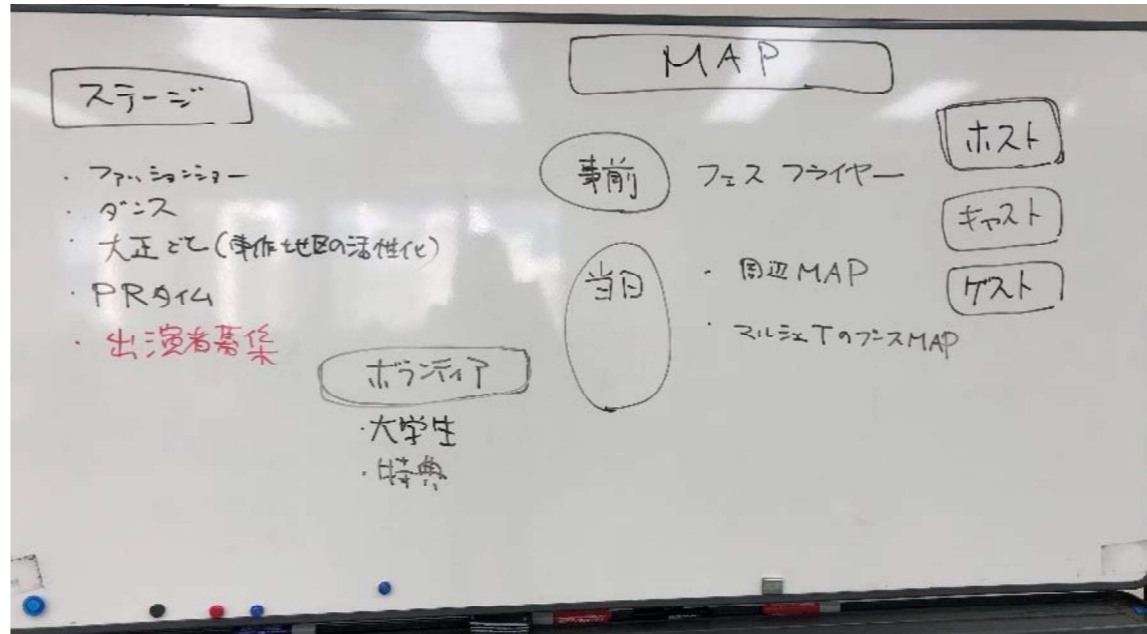 ステージ
・ファッションショー
・ダンス
・大正ごと(事作地区の活性化)
・PRタイム
・出演者募集
ボランティア
・大学生
・特典
MAP
事前 フェス フライヤー
当日
・周辺MAP
・マルシェTのブースMAP
ホスト
キャスト
ゲスト